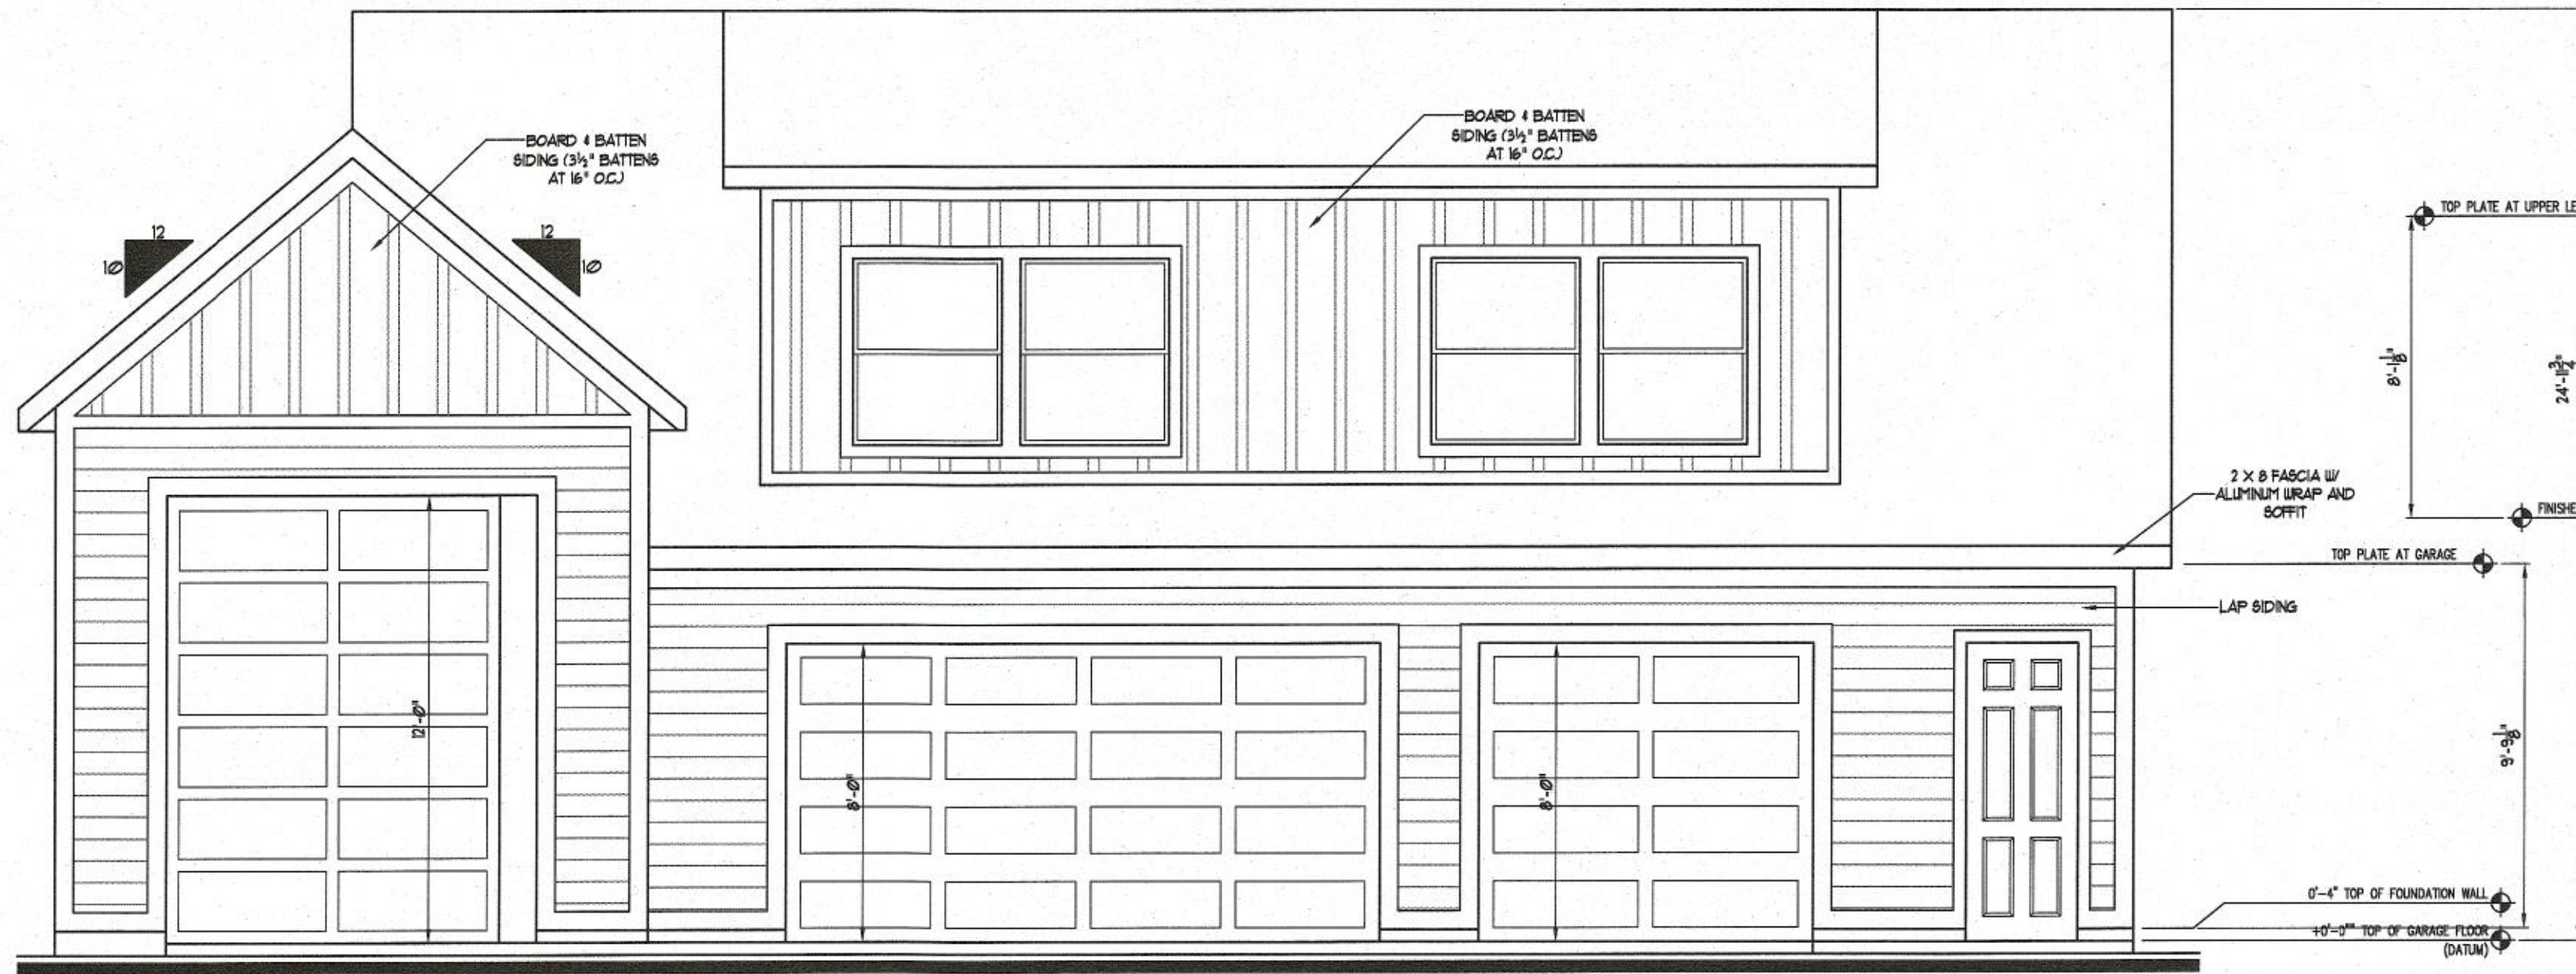 BOARD & BATTEN
SIDING (3½" BATTENS
AT 16" O.C.)
BOARD & BATTEN
SIDING (3½" BATTENS
AT 16" O.C.)
12
10
12
10
TOP PLATE AT UPPER LE
8'-1⅛"
24'-11¾"
2 X 8 FASCIA W/
ALUMINUM WRAP AND
SOFFIT
FINISHE
TOP PLATE AT GARAGE
LAP SIDING
12'-0"
8'-0"
8'-0"
9'-9⅛"
0'-4" TOP OF FOUNDATION WALL
+0'-0"" TOP OF GARAGE FLOOR
(DATUM)